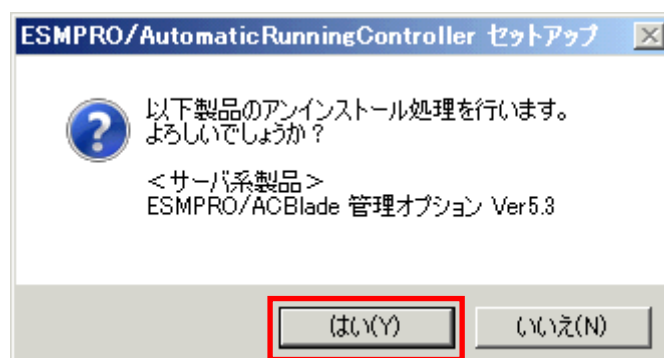 ESMPRO/AutomaticRunningController セットアップ
以下製品のアンインストール処理を行います。
よろしいでしょうか？
＜サーバ系製品＞
ESMPRO/ACBlade 管理オプション Ver5.3
はい(Y)
いいえ(N)